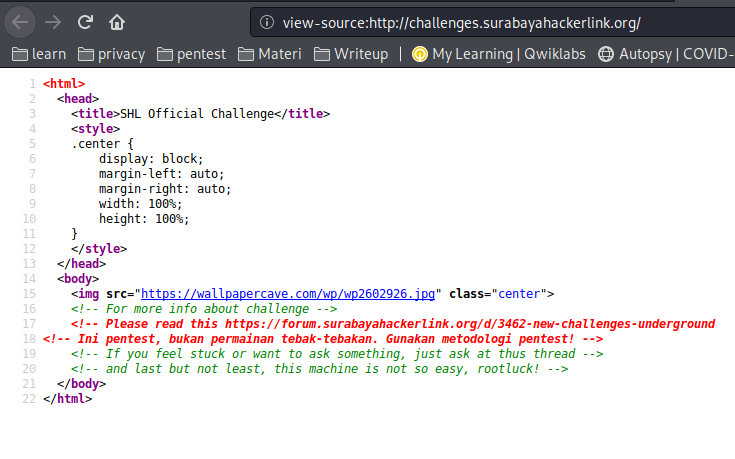 view-source:http://challenges.surabayahackerlink.org/
learn privacy pentest Materi Writeup | My Learning | Qwiklabs Autopsy | COVID-
1 <html>
2 <head>
3 <title>SHL Official Challenge</title>
4 <style>
5 .center {
6 display: block;
7 margin-left: auto;
8 margin-right: auto;
9 width: 100%;
10 height: 100%;
11 }
12 </style>
13 </head>
14 <body>
15 <img src="https://wallpapercave.com/wp/wp2602926.jpg" class="center">
16 <!-- For more info about challenge -->
17 <!-- Please read this https://forum.surabayahackerlink.org/d/3462-new-challenges-underground
18 <!-- Ini pentest, bukan permainan tebak-tebakan. Gunakan metodologi pentest! -->
19 <!-- If you feel stuck or want to ask something, just ask at thus thread -->
20 <!-- and last but not least, this machine is not so easy, rootluck! -->
21 </body>
22 </html>